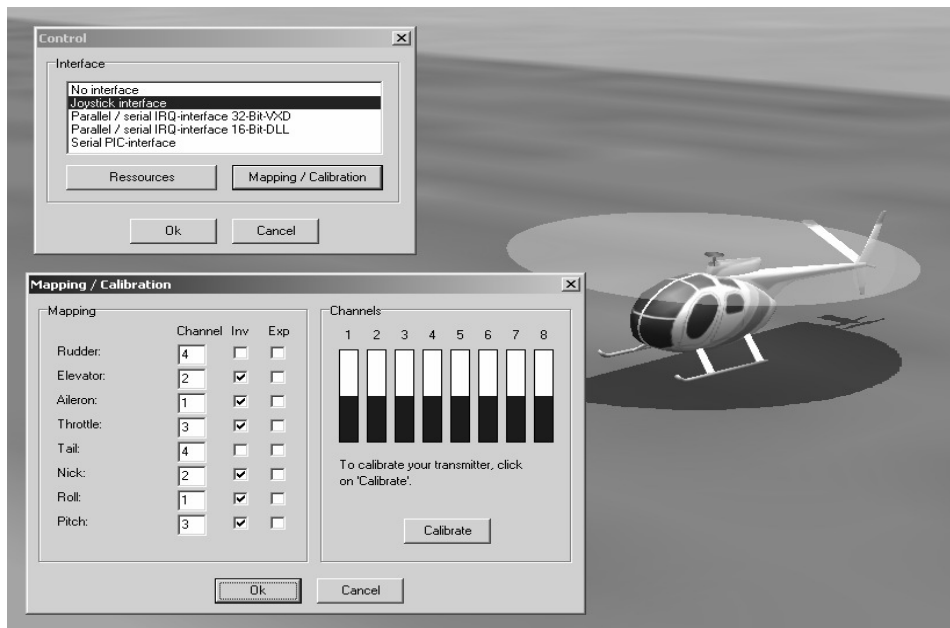 Control
Interface
No interface
Joystick interface
Parallel / serial IRQ-interface 32-Bit-VXD
Parallel / serial IRQ-interface 16-Bit-DLL
Serial PIC-interface
Ressources Mapping / Calibration
Ok Cancel
Mapping / Calibration
Mapping
Channel Inv Exp
Rudder: 4
Elevator: 2
Aileron: 1
Throttle: 3
Tail: 4
Nick: 2
Roll: 1
Pitch: 3
Channels
1 2 3 4 5 6 7 8
To calibrate your transmitter, click
on 'Calibrate'.
Calibrate
Ok Cancel